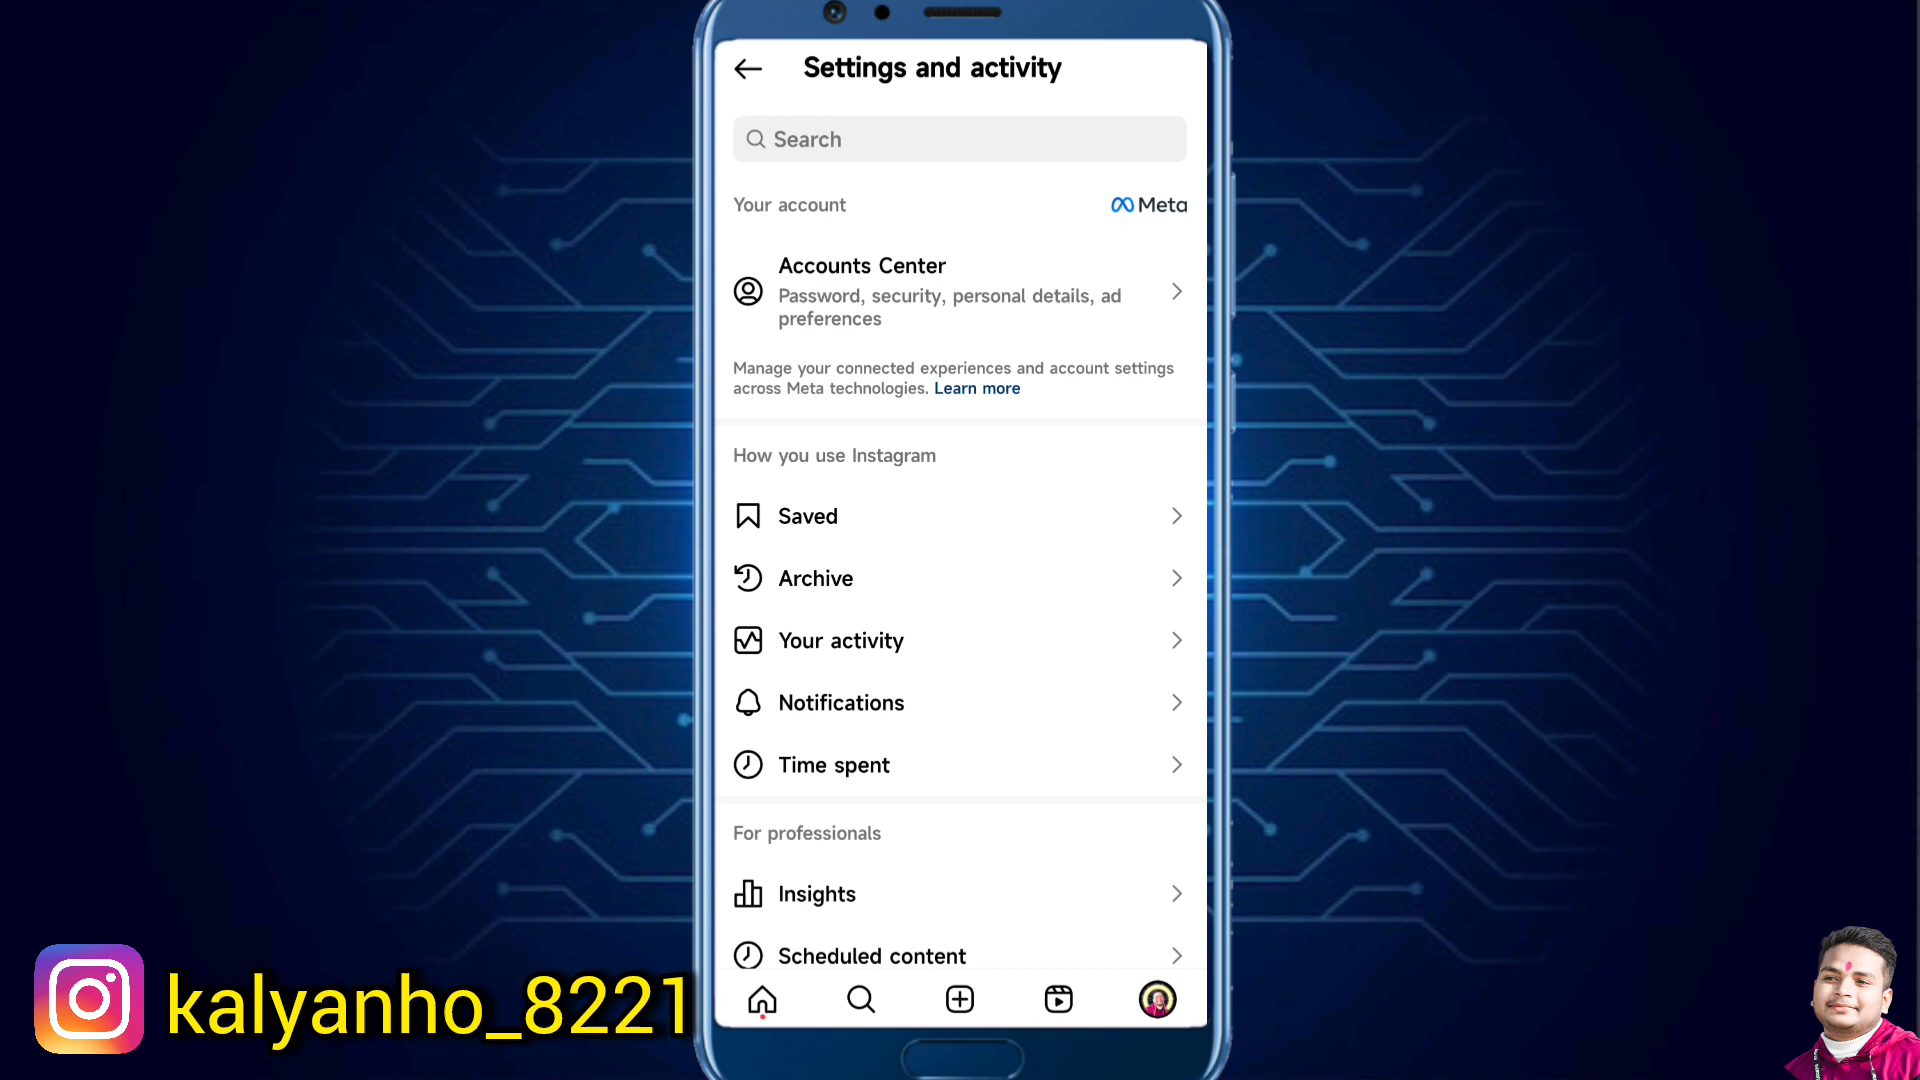 Settings and activity
Search
Your account
Meta
Accounts Center
Password, security, personal details, ad
preferences
Manage your connected experiences and account settings
across Meta technologies. Learn more
How you use Instagram
Saved
Archive
Your activity
Notifications
Time spent
For professionals
Insights
Scheduled content
kalyanho_8221